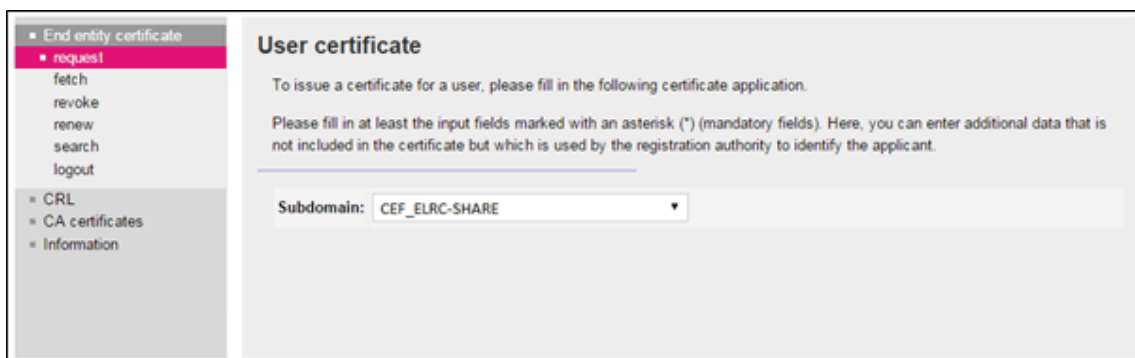 End entity certificate
request
fetch
revoke
renew
search
logout
CRL
CA certificates
Information
User certificate
To issue a certificate for a user, please fill in the following certificate application.
Please fill in at least the input fields marked with an asterisk (*) (mandatory fields). Here, you can enter additional data that is
not included in the certificate but which is used by the registration authority to identify the applicant.
Subdomain: CEF_ELRC-SHARE